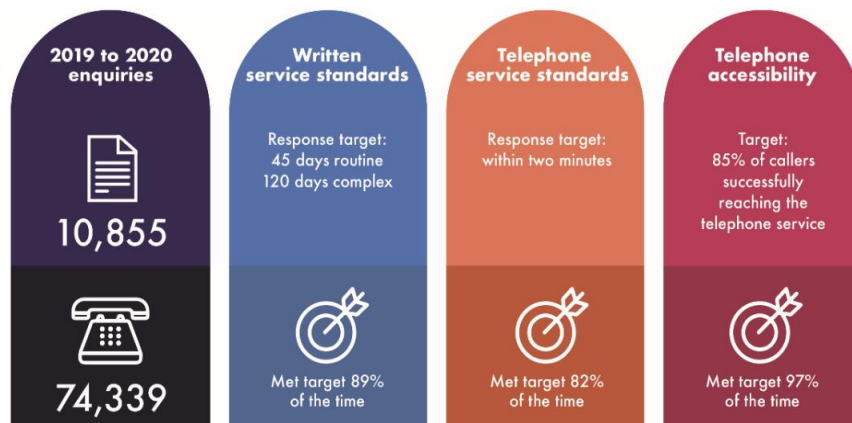 2019 to 2020
enquiries
10,855
74,339
Written
service standards
Response target:
45 days routine
120 days complex
Met target 89%
of the time
Telephone
service standards
Response target:
within two minutes
Met target 82%
of the time
Telephone
accessibility
Target:
85% of callers
successfully
reaching the
telephone service
Met target 97%
of the time